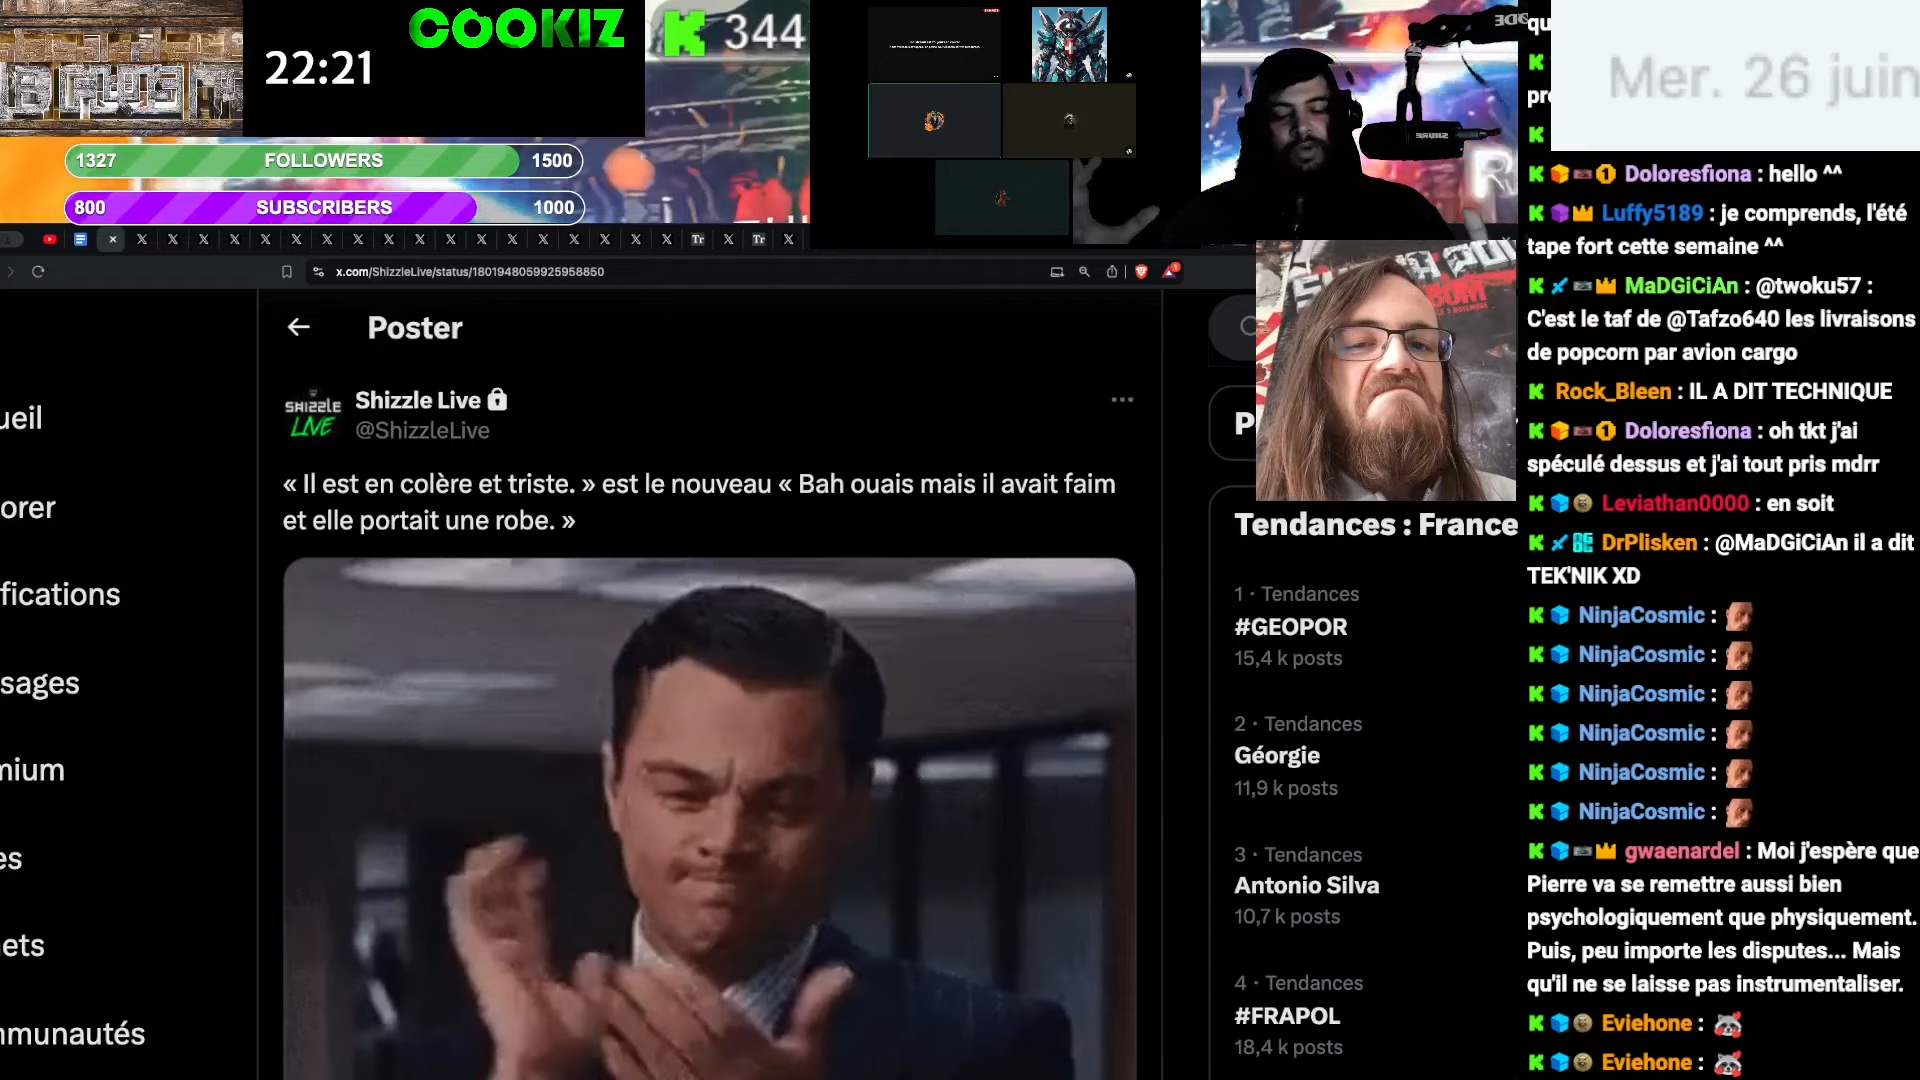 22:21
COOKIZ
344
1327 FOLLOWERS 1500
800 SUBSCRIBERS 1000
x.com/ShizzleLive/status/1801948059925958850
Poster
SHIZZLE
LIVE
Shizzle Live
@ShizzleLive
« Il est en colère et triste. » est le nouveau « Bah ouais mais il avait faim
et elle portait une robe. »
ueil
orer
fications
sages
mium
es
nets
mmunautés
Tendances : France
1 · Tendances
#GEOPOR
15,4 k posts
2 · Tendances
Géorgie
11,9 k posts
3 · Tendances
Antonio Silva
10,7 k posts
4 · Tendances
#FRAPOL
18,4 k posts
Mer. 26 juin
qu
pr
Doloresfiona : hello ^^
Luffy5189 : je comprends, l'été
tape fort cette semaine ^^
MaDGiCiAn : @twoku57 :
C'est le taf de @Tafzo640 les livraisons
de popcorn par avion cargo
Rock_Bleen : IL A DIT TECHNIQUE
Doloresfiona : oh tkt j'ai
spéculé dessus et j'ai tout pris mdrr
Leviathan0000 : en soit
DrPlisken : @MaDGiCiAn il a dit
TEK'NIK XD
NinjaCosmic :
NinjaCosmic :
NinjaCosmic :
NinjaCosmic :
NinjaCosmic :
NinjaCosmic :
gwaenardel : Moi j'espère que
Pierre va se remettre aussi bien
psychologiquement que physiquement.
Puis, peu importe les disputes... Mais
qu'il ne se laisse pas instrumentaliser.
Eviehone :
Eviehone :